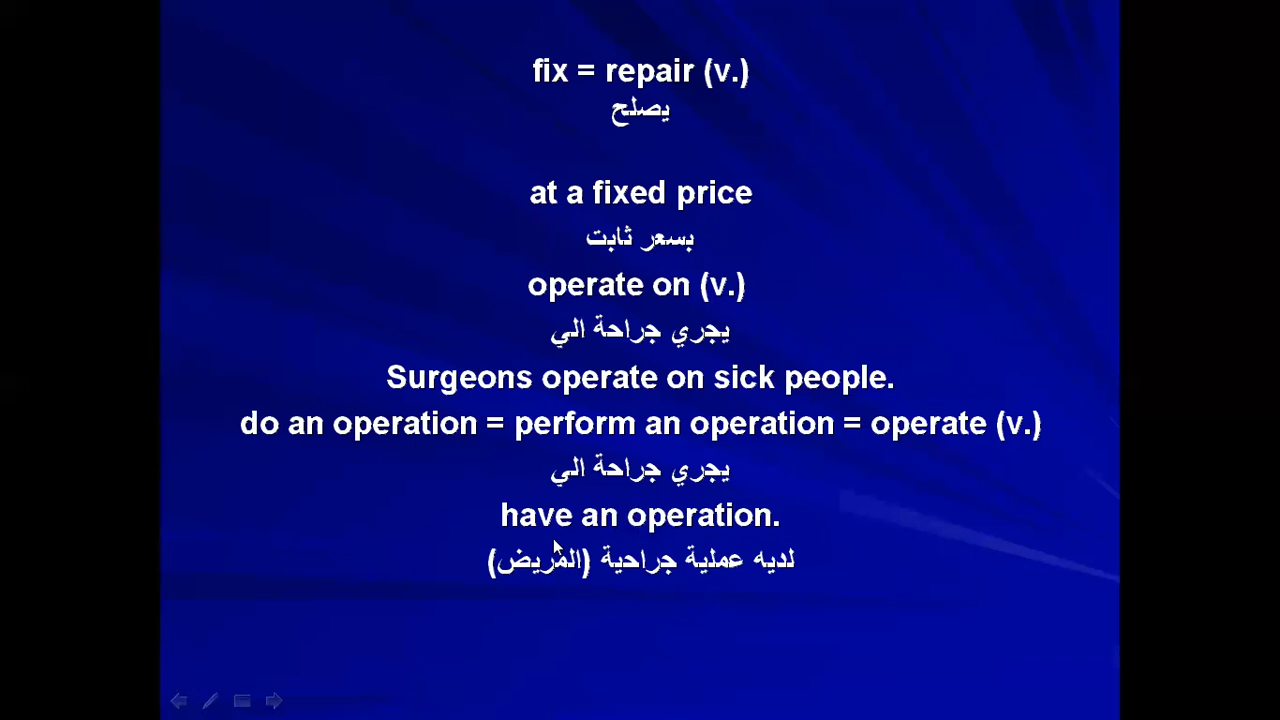 fix = repair (v.)
يصلح
at a fixed price
بسعر ثابت
operate on (v.)
يجري جراحة الي
Surgeons operate on sick people.
do an operation = perform an operation = operate (v.)
يجري جراحة الي
have an operation.
لديه عملية جراحية (المريض)